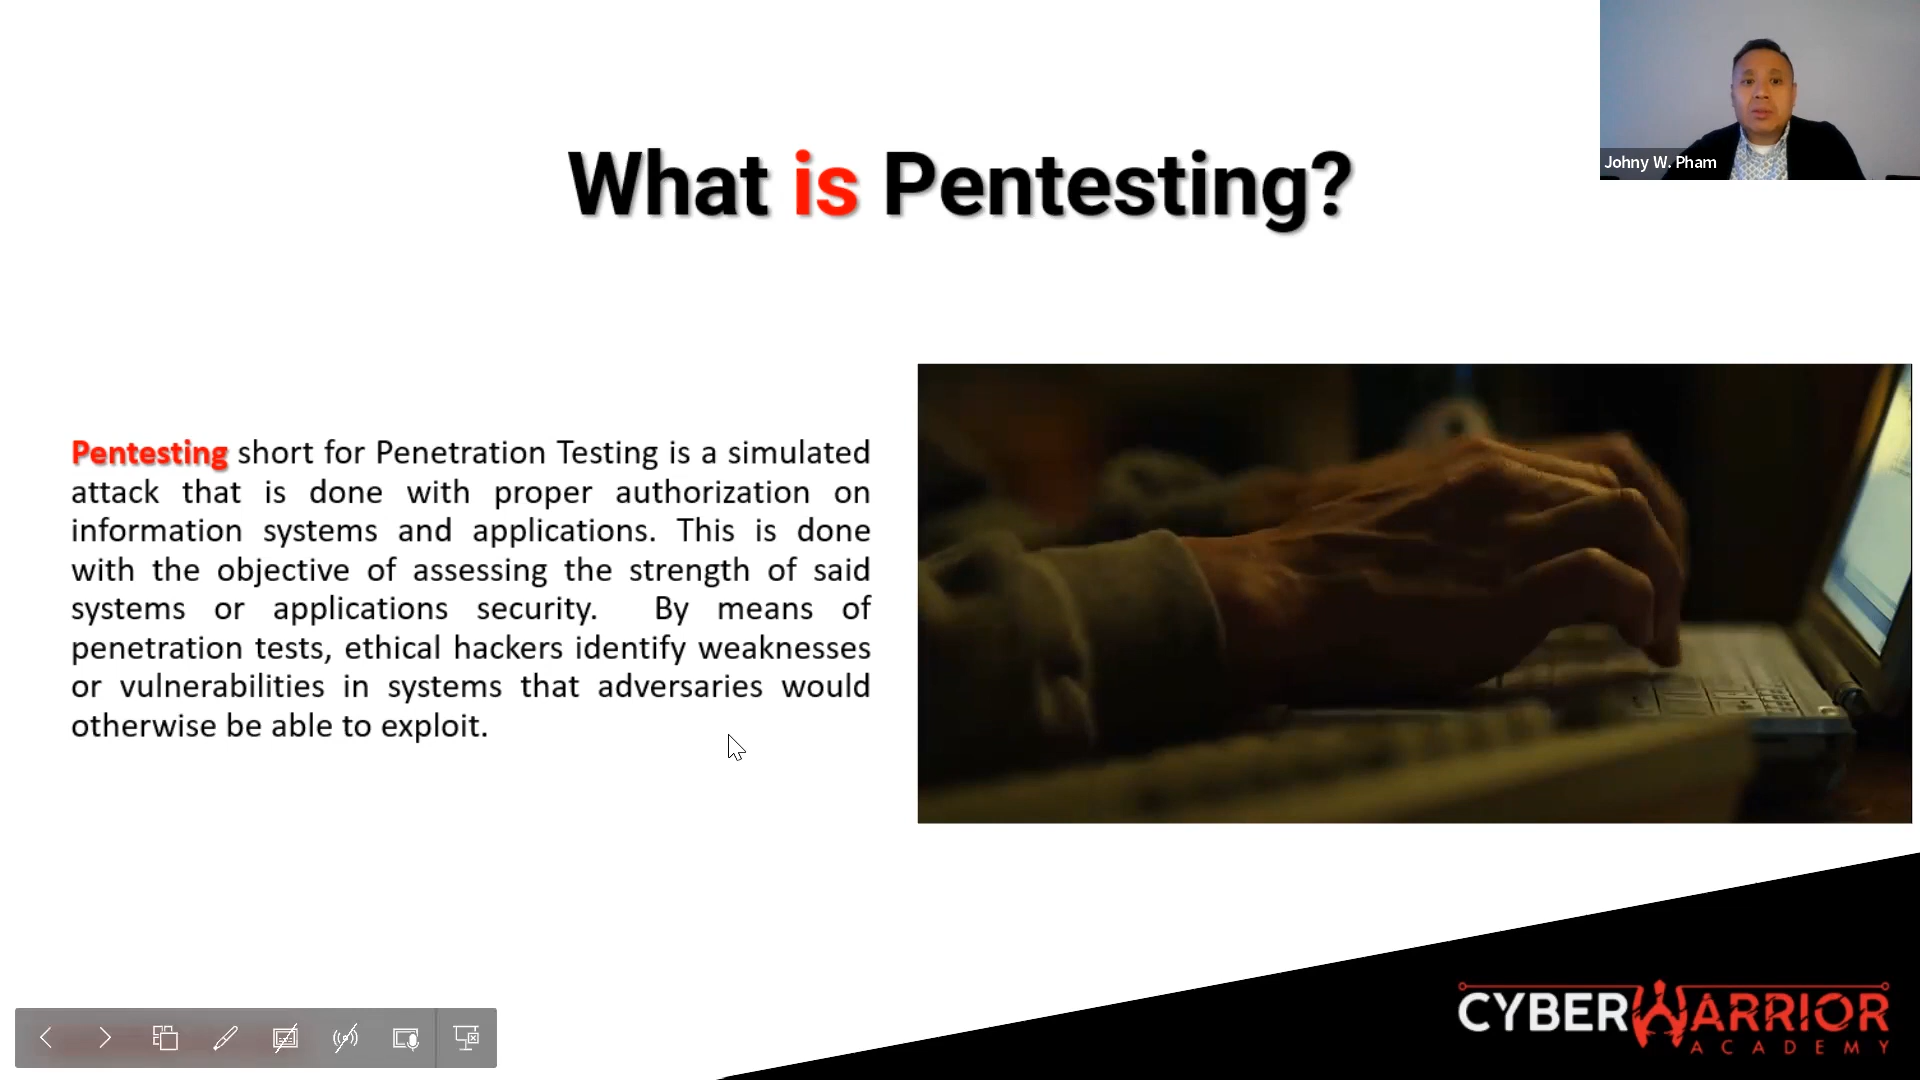 What is Pentesting?
Johny W. Pham
Pentesting short for Penetration Testing is a simulated
attack that is done with proper authorization on
information systems and applications. This is done
with the objective of assessing the strength of said
systems or applications security. By means of
penetration tests, ethical hackers identify weaknesses
or vulnerabilities in systems that adversaries would
otherwise be able to exploit.
CYBERWARRIOR
ACADEMY